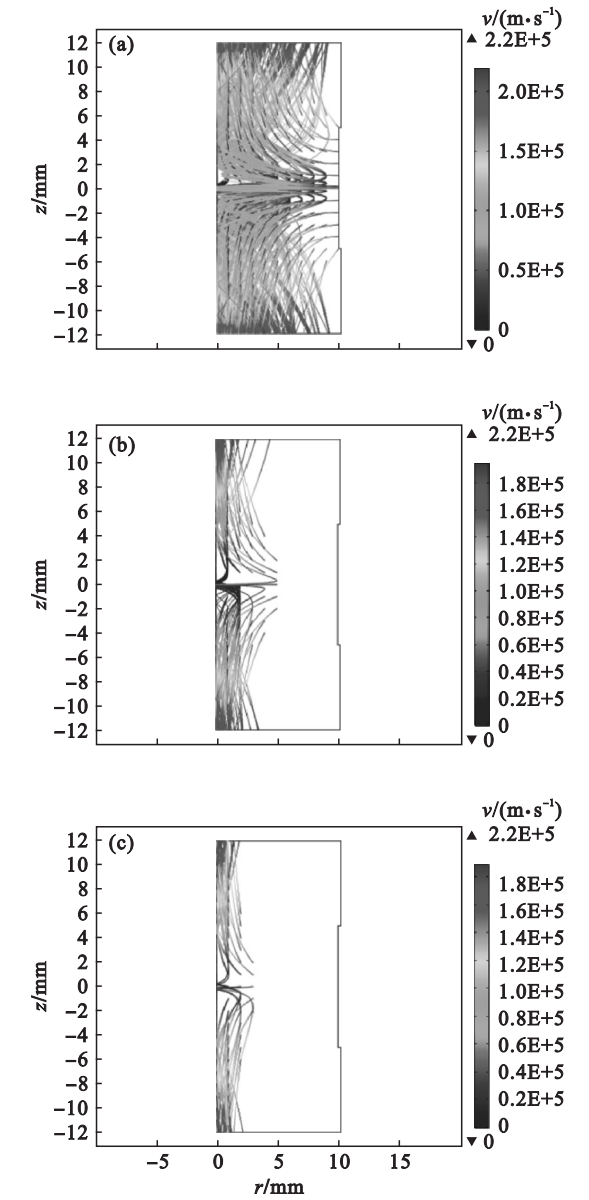 (a)
v/(m·s⁻¹)
▲ 2.2E+5
12
10
8
6
4
2
0
−2
−4
−6
−8
−10
−12
z/mm
2.0E+5
1.5E+5
1.0E+5
0.5E+5
0
▼ 0
(b)
v/(m·s⁻¹)
▲ 2.2E+5
12
10
8
6
4
2
0
−2
−4
−6
−8
−10
−12
z/mm
1.8E+5
1.6E+5
1.4E+5
1.2E+5
1.0E+5
0.8E+5
0.6E+5
0.4E+5
0.2E+5
0
▼ 0
(c)
v/(m·s⁻¹)
▲ 2.2E+5
12
10
8
6
4
2
0
−2
−4
−6
−8
−10
−12
z/mm
1.8E+5
1.6E+5
1.4E+5
1.2E+5
1.0E+5
0.8E+5
0.6E+5
0.4E+5
0.2E+5
0
▼ 0
−5 0 5 10 15
r/mm